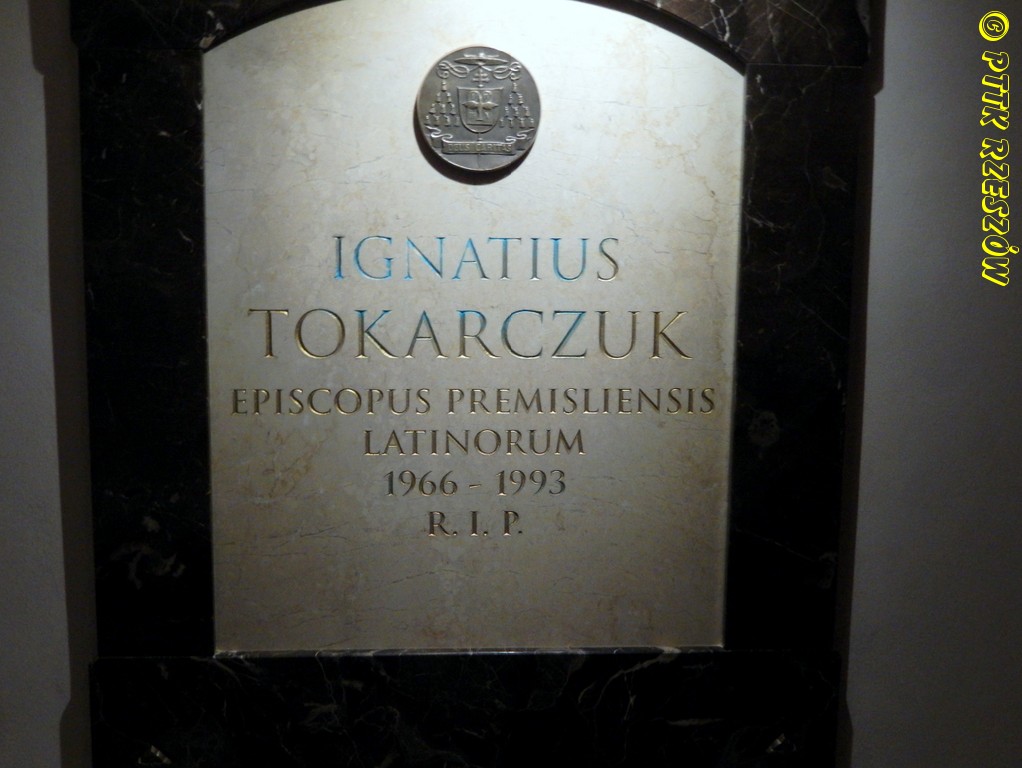 IGNATIUS
TOKARCZUK
EPISCOPUS PREMISLIENSIS
LATINORUM
1966 - 1993
R. I. P.
© PTTK RZESZÓW